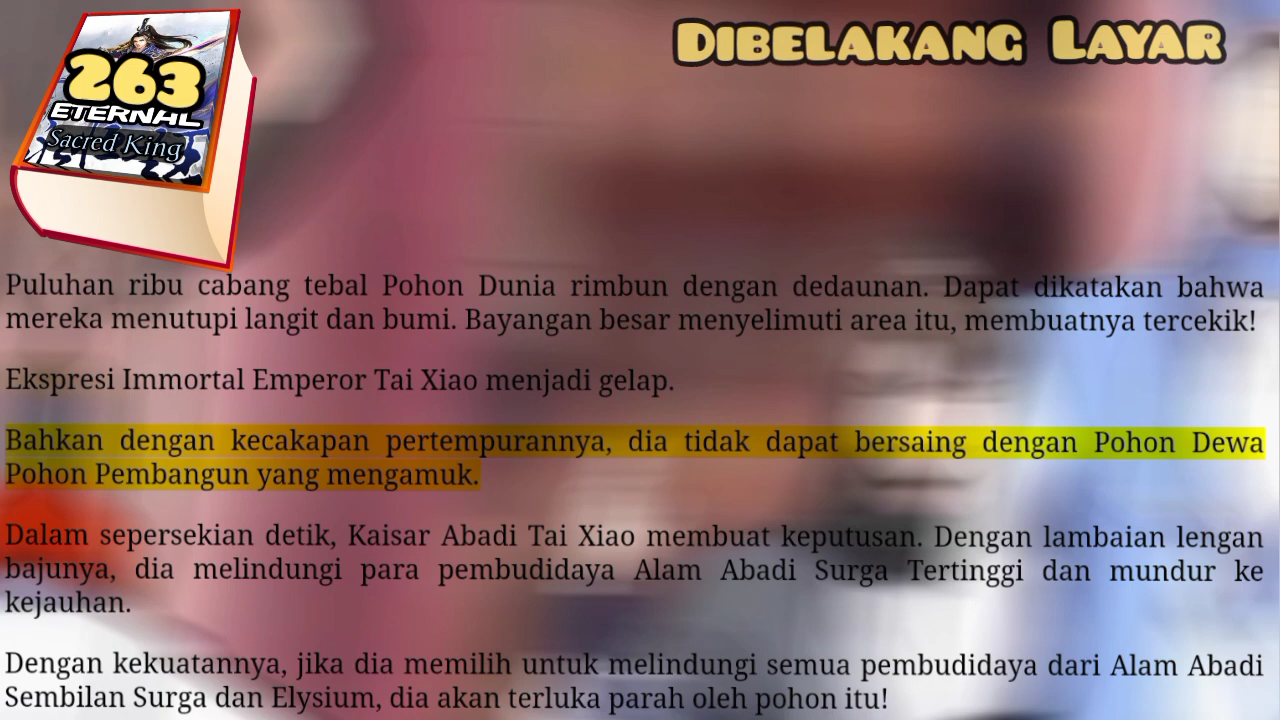 Dibelakang Layar
263
ETERNAL
Sacred King
Puluhan ribu cabang tebal Pohon Dunia rimbun dengan dedaunan. Dapat dikatakan bahwa
mereka menutupi langit dan bumi. Bayangan besar menyelimuti area itu, membuatnya tercekik!
Ekspresi Immortal Emperor Tai Xiao menjadi gelap.
Bahkan dengan kecakapan pertempurannya, dia tidak dapat bersaing dengan Pohon Dewa
Pohon Pembangun yang mengamuk.
Dalam sepersekian detik, Kaisar Abadi Tai Xiao membuat keputusan. Dengan lambaian lengan
bajunya, dia melindungi para pembudidaya Alam Abadi Surga Tertinggi dan mundur ke
kejauhan.
Dengan kekuatannya, jika dia memilih untuk melindungi semua pembudidaya dari Alam Abadi
Sembilan Surga dan Elysium, dia akan terluka parah oleh pohon itu!